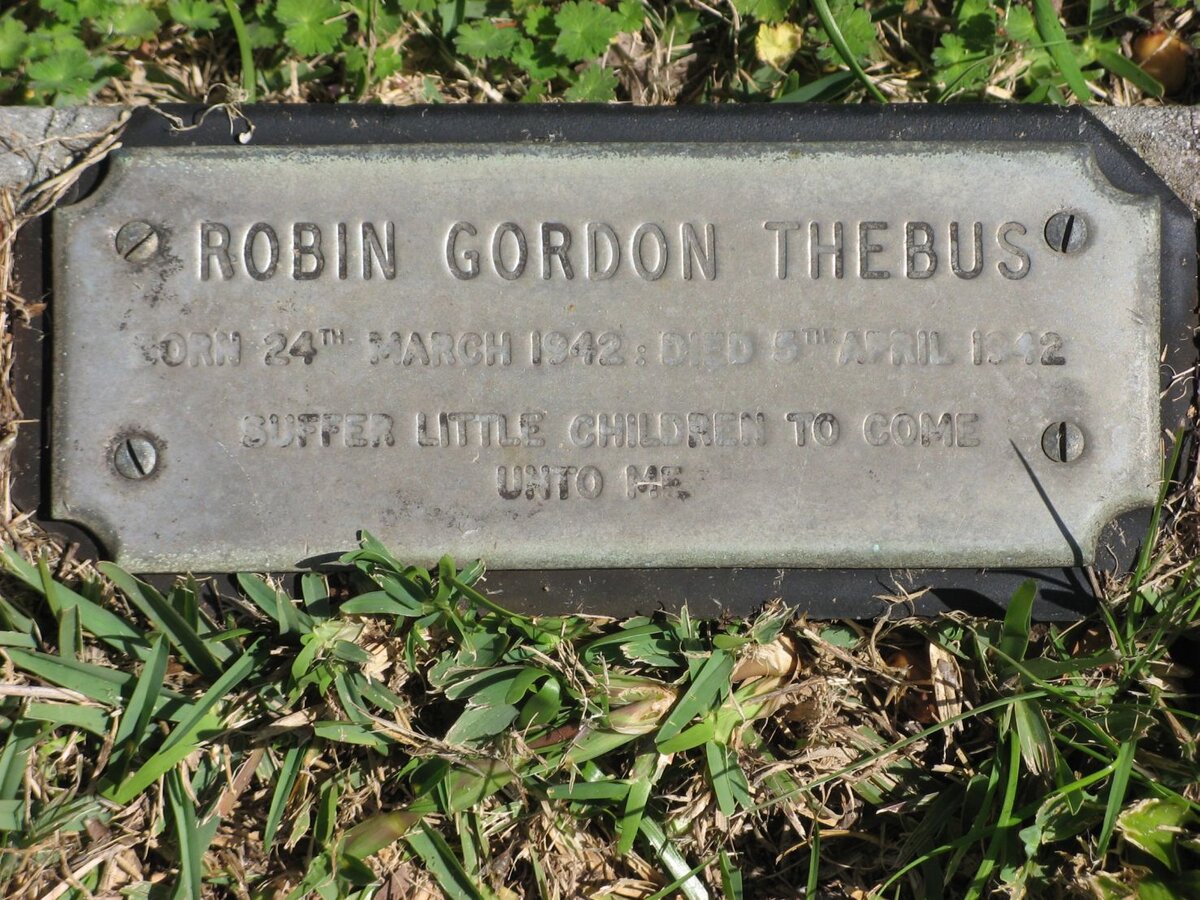 ROBIN GORDON THEBUS
BORN 24TH MARCH 1942 : DIED 5TH APRIL 1942
SUFFER LITTLE CHILDREN TO COME
UNTO ME